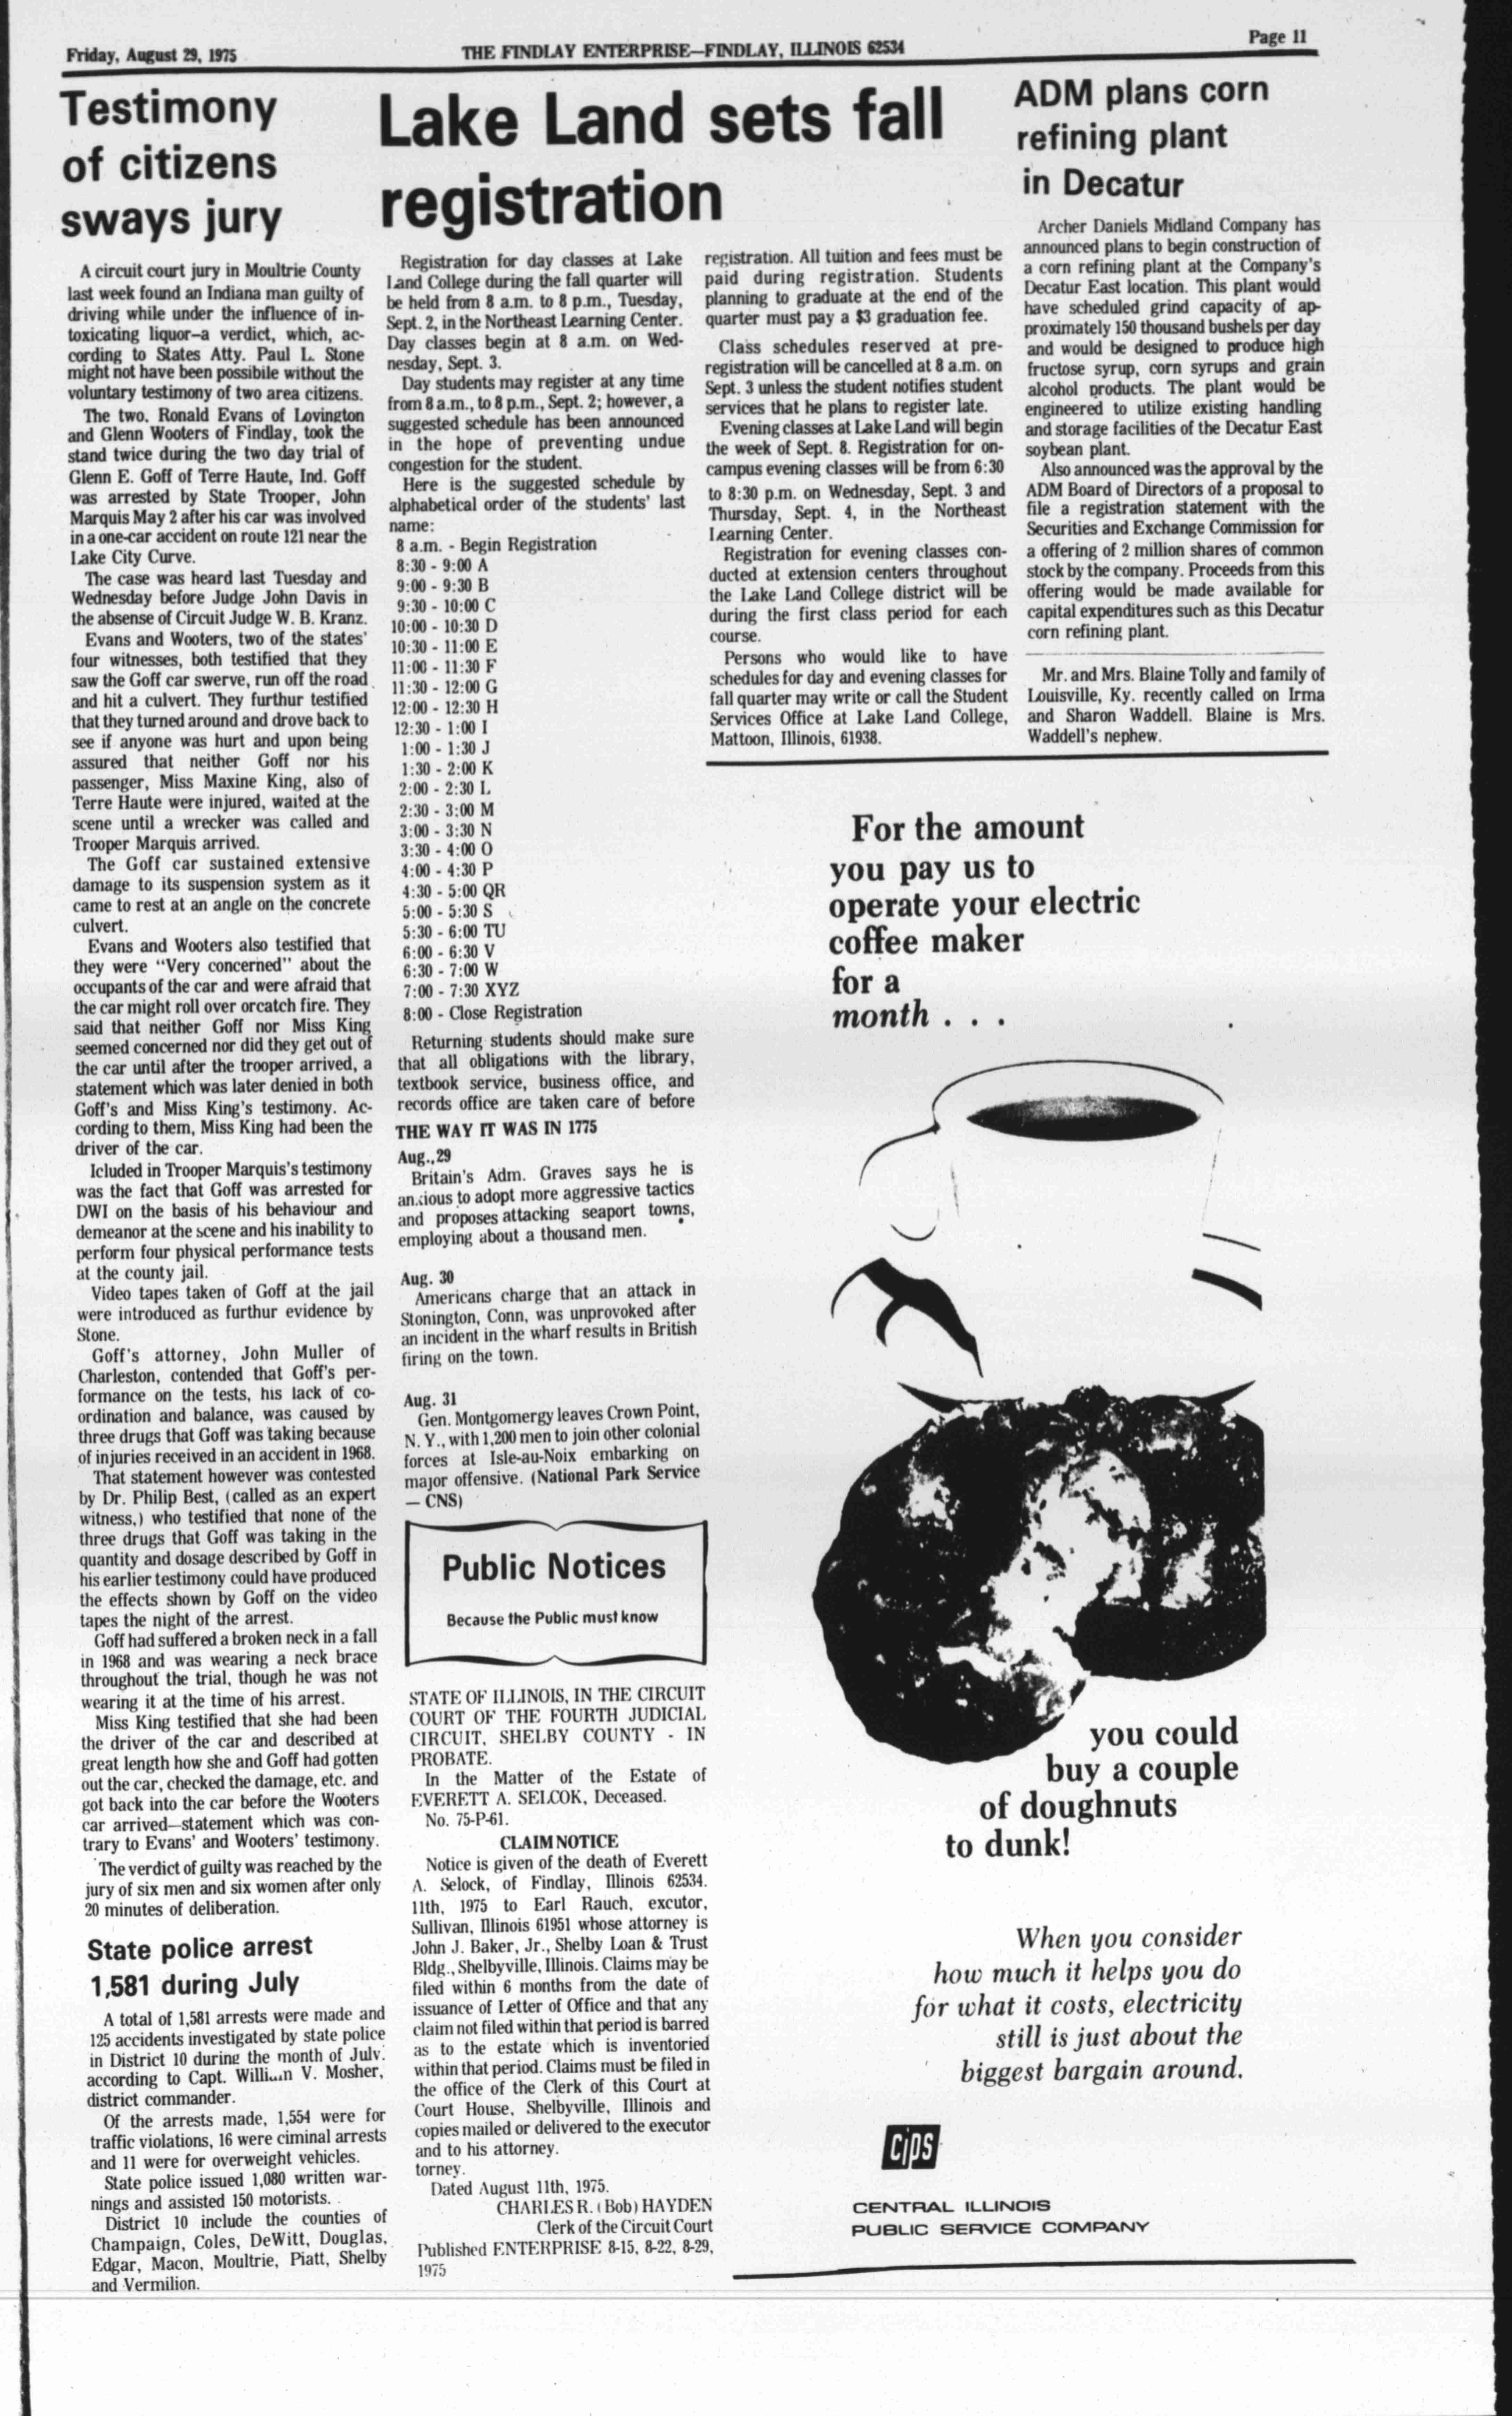 Friday, August 29, 1975
THE FINDLAY ENTERPRISE—FINDLAY, ILLINOIS 62534
Page 11
Testimony
of citizens
sways jury
A circuit court jury in Moultrie County
last week found an Indiana man guilty of
driving while under the influence of in-
toxicating liquor—a verdict, which, ac-
cording to States Atty. Paul L. Stone
might not have been possibile without the
voluntary testimony of two area citizens.
The two. Ronald Evans of Lovington
and Glenn Wooters of Findlay, took the
stand twice during the two day trial of
Glenn E. Goff of Terre Haute, Ind. Goff
was arrested by State Trooper, John
Marquis May 2 after his car was involved
in a one-car accident on route 121 near the
Lake City Curve.
The case was heard last Tuesday and
Wednesday before Judge John Davis in
the absense of Circuit Judge W. B. Kranz.
Evans and Wooters, two of the states'
four witnesses, both testified that they
saw the Goff car swerve, run off the road
and hit a culvert. They furthur testified
that they turned around and drove back to
see if anyone was hurt and upon being
assured that neither Goff nor his
passenger, Miss Maxine King, also of
Terre Haute were injured, waited at the
scene until a wrecker was called and
Trooper Marquis arrived.
The Goff car sustained extensive
damage to its suspension system as it
came to rest at an angle on the concrete
culvert.
Evans and Wooters also testified that
they were "Very concerned" about the
occupants of the car and were afraid that
the car might roll over orcatch fire. They
said that neither Goff nor Miss King
seemed concerned nor did they get out of
the car until after the trooper arrived, a
statement which was later denied in both
Goff's and Miss King's testimony. Ac-
cording to them, Miss King had been the
driver of the car.
Icluded in Trooper Marquis's testimony
was the fact that Goff was arrested for
DWI on the basis of his behaviour and
demeanor at the scene and his inability to
perform four physical performance tests
at the county jail.
Video tapes taken of Goff at the jail
were introduced as furthur evidence by
Stone.
Goff's attorney, John Muller of
Charleston, contended that Goff's per-
formance on the tests, his lack of co-
ordination and balance, was caused by
three drugs that Goff was taking because
of injuries received in an accident in 1968.
That statement however was contested
by Dr. Philip Best, (called as an expert
witness,) who testified that none of the
three drugs that Goff was taking in the
quantity and dosage described by Goff in
his earlier testimony could have produced
the effects shown by Goff on the video
tapes the night of the arrest.
Goff had suffered a broken neck in a fall
in 1968 and was wearing a neck brace
throughout the trial, though he was not
wearing it at the time of his arrest.
Miss King testified that she had been
the driver of the car and described at
great length how she and Goff had gotten
out the car, checked the damage, etc. and
got back into the car before the Wooters
car arrived—statement which was con-
trary to Evans' and Wooters' testimony.
The verdict of guilty was reached by the
jury of six men and six women after only
20 minutes of deliberation.
State police arrest
1,581 during July
A total of 1,581 arrests were made and
125 accidents investigated by state police
in District 10 during the month of July.
according to Capt. William V. Mosher,
district commander.
Of the arrests made, 1,554 were for
traffic violations, 16 were ciminal arrests
and 11 were for overweight vehicles.
State police issued 1,080 written war-
nings and assisted 150 motorists.
District 10 include the counties of
Champaign, Coles, DeWitt, Douglas,
Edgar, Macon, Moultrie, Piatt, Shelby
and Vermilion.
Lake Land sets fall
registration
Registration for day classes at Lake
Land College during the fall quarter will
be held from 8 a.m. to 8 p.m., Tuesday,
Sept. 2, in the Northeast Learning Center.
Day classes begin at 8 a.m. on Wed-
nesday, Sept. 3.
Day students may register at any time
from 8 a.m., to 8 p.m., Sept. 2; however, a
suggested schedule has been announced
in the hope of preventing undue
congestion for the student.
Here is the suggested schedule by
alphabetical order of the students' last
name:
8 a.m. - Begin Registration
8:30 - 9:00 A
9:00 - 9:30 B
9:30 - 10:00 C
10:00 - 10:30 D
10:30 - 11:00 E
11:00 - 11:30 F
11:30 - 12:00 G
12:00 - 12:30 H
12:30 - 1:00 I
1:00 - 1:30 J
1:30 - 2:00 K
2:00 - 2:30 L
2:30 - 3:00 M
3:00 - 3:30 N
3:30 - 4:00 O
4:00 - 4:30 P
4:30 - 5:00 QR
5:00 - 5:30 S
5:30 - 6:00 TU
6:00 - 6:30 V
6:30 - 7:00 W
7:00 - 7:30 XYZ
8:00 - Close Registration
Returning students should make sure
that all obligations with the library,
textbook service, business office, and
records office are taken care of before
registration. All tuition and fees must be
paid during registration. Students
planning to graduate at the end of the
quarter must pay a $3 graduation fee.
Class schedules reserved at pre-
registration will be cancelled at 8 a.m. on
Sept. 3 unless the student notifies student
services that he plans to register late.
Evening classes at Lake Land will begin
the week of Sept. 8. Registration for on-
campus evening classes will be from 6:30
to 8:30 p.m. on Wednesday, Sept. 3 and
Thursday, Sept. 4, in the Northeast
Learning Center.
Registration for evening classes con-
ducted at extension centers throughout
the Lake Land College district will be
during the first class period for each
course.
Persons who would like to have
schedules for day and evening classes for
fall quarter may write or call the Student
Services Office at Lake Land College,
Mattoon, Illinois, 61938.
THE WAY IT WAS IN 1775
Aug.,29
Britain's Adm. Graves says he is
anxious to adopt more aggressive tactics
and proposes attacking seaport towns,
employing about a thousand men.
Aug. 30
Americans charge that an attack in
Stonington, Conn, was unprovoked after
an incident in the wharf results in British
firing on the town.
Aug. 31
Gen. Montgomergy leaves Crown Point,
N. Y., with 1,200 men to join other colonial
forces at Isle-au-Noix embarking on
major offensive. (National Park Service
— CNS)
Public Notices
Because the Public must know
STATE OF ILLINOIS, IN THE CIRCUIT
COURT OF THE FOURTH JUDICIAL
CIRCUIT, SHELBY COUNTY - IN
PROBATE.
In the Matter of the Estate of
EVERETT A. SELCOK, Deceased.
No. 75-P-61.
CLAIM NOTICE
Notice is given of the death of Everett
A. Selock, of Findlay, Illinois 62534.
11th, 1975 to Earl Rauch, excutor,
Sullivan, Illinois 61951 whose attorney is
John J. Baker, Jr., Shelby Loan & Trust
Bldg., Shelbyville, Illinois. Claims may be
filed within 6 months from the date of
issuance of Letter of Office and that any
claim not filed within that period is barred
as to the estate which is inventoried
within that period. Claims must be filed in
the office of the Clerk of this Court at
Court House, Shelbyville, Illinois and
copies mailed or delivered to the executor
and to his attorney.
torney.
Dated August 11th, 1975.
CHARLES R. (Bob) HAYDEN
Clerk of the Circuit Court
Published ENTERPRISE 8-15, 8-22, 8-29,
1975
ADM plans corn
refining plant
in Decatur
Archer Daniels Midland Company has
announced plans to begin construction of
a corn refining plant at the Company's
Decatur East location. This plant would
have scheduled grind capacity of ap-
proximately 150 thousand bushels per day
and would be designed to produce high
fructose syrup, corn syrups and grain
alcohol products. The plant would be
engineered to utilize existing handling
and storage facilities of the Decatur East
soybean plant.
Also announced was the approval by the
ADM Board of Directors of a proposal to
file a registration statement with the
Securities and Exchange Commission for
a offering of 2 million shares of common
stock by the company. Proceeds from this
offering would be made available for
capital expenditures such as this Decatur
corn refining plant.
Mr. and Mrs. Blaine Tolly and family of
Louisville, Ky. recently called on Irma
and Sharon Waddell. Blaine is Mrs.
Waddell's nephew.
For the amount
you pay us to
operate your electric
coffee maker
for a
month . . .
you could
buy a couple
of doughnuts
to dunk!
When you consider
how much it helps you do
for what it costs, electricity
still is just about the
biggest bargain around.
cips
CENTRAL ILLINOIS
PUBLIC SERVICE COMPANY